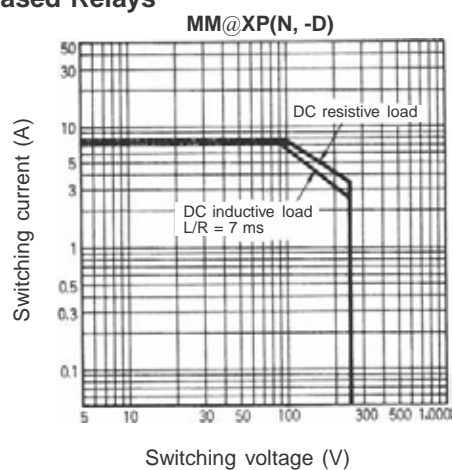 ased Relays
MM@XP(N, -D)
Switching current (A)
50
30
10
5
3
1
0.5
0.3
0.1
DC resistive load
DC inductive load
L/R = 7 ms
5 10 30 50 100 300 500 1,000
Switching voltage (V)